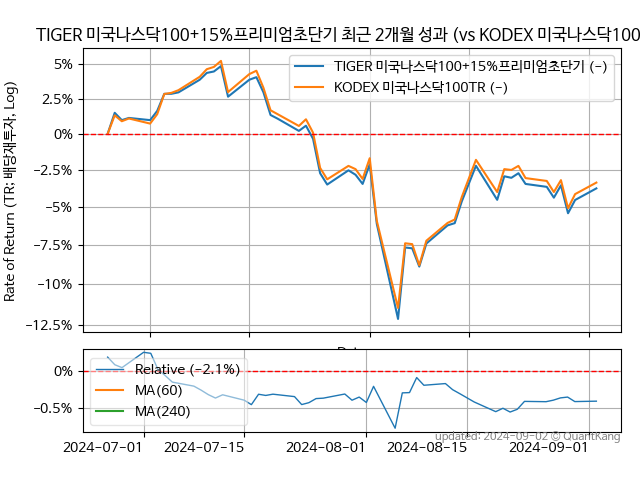 TIGER 미국나스닥100+15%프리미엄초단기 최근 2개월 성과 (vs KODEX 미국나스닥100
Rate of Return (TR: 배당재투자, Log)
TIGER 미국나스닥100+15%프리미엄초단기 (-)
KODEX 미국나스닥100TR (-)
5%
2.5%
0%
−2.5%
−5%
−7.5%
−10%
−12.5%
Relative (-2.1%)
MA(60)
MA(240)
0%
−0.5%
updated: 2024-09-02 © QuantKang
2024-07-01 2024-07-15 2024-08-01 2024-08-15 2024-09-01